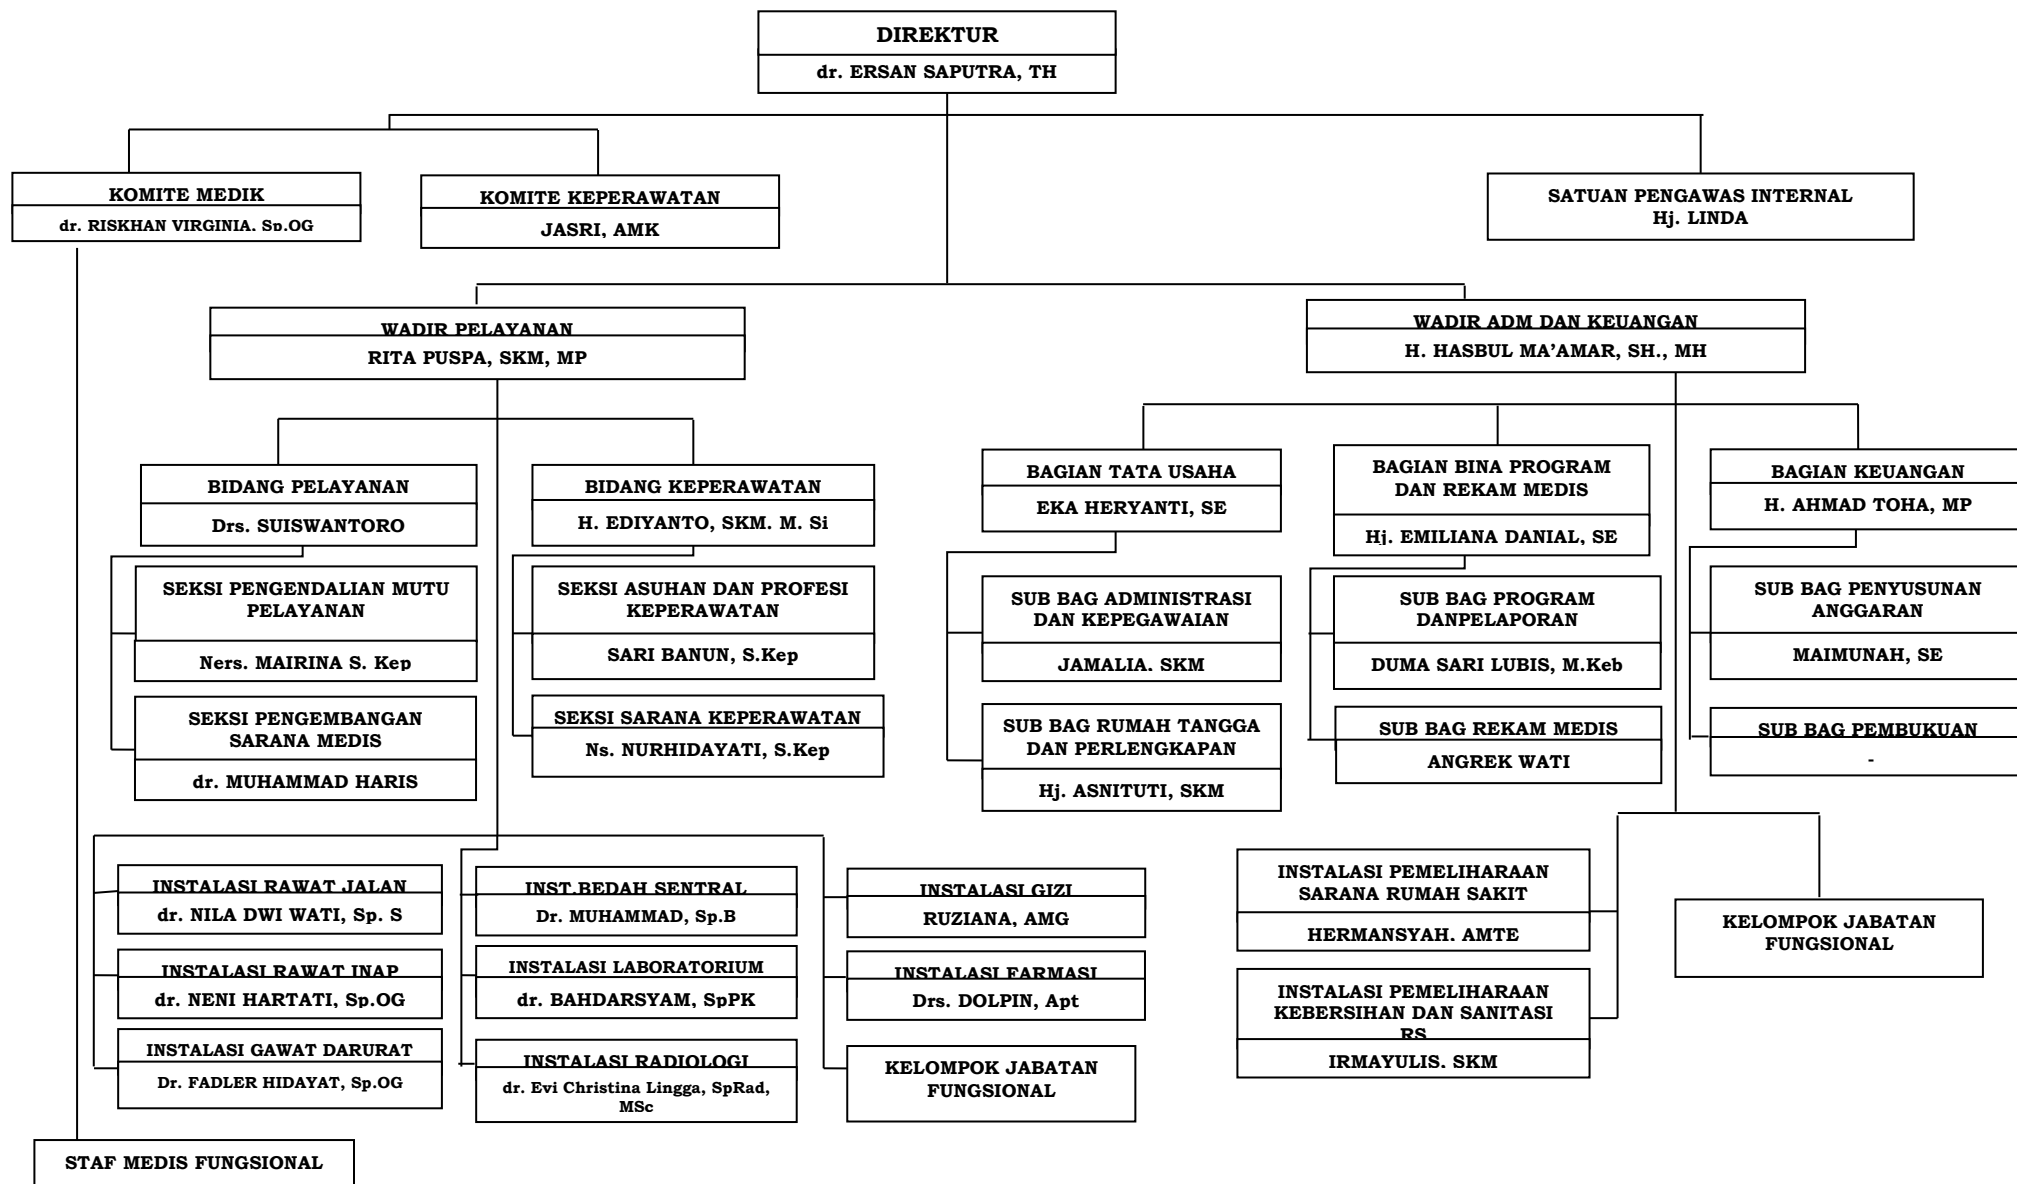 DIREKTUR
dr. ERSAN SAPUTRA, TH
KOMITE MEDIK
dr. RISKHAN VIRGINIA. Sp.OG
KOMITE KEPERAWATAN
JASRI, AMK
SATUAN PENGAWAS INTERNAL
Hj. LINDA
WADIR PELAYANAN
RITA PUSPA, SKM, MP
WADIR ADM DAN KEUANGAN
H. HASBUL MA’AMAR, SH., MH
BIDANG PELAYANAN
Drs. SUISWANTORO
BIDANG KEPERAWATAN
H. EDIYANTO, SKM. M. Si
BAGIAN TATA USAHA
EKA HERYANTI, SE
BAGIAN BINA PROGRAM
DAN REKAM MEDIS
Hj. EMILIANA DANIAL, SE
BAGIAN KEUANGAN
H. AHMAD TOHA, MP
SEKSI PENGENDALIAN MUTU
PELAYANAN
Ners. MAIRINA S. Kep
SEKSI ASUHAN DAN PROFESI
KEPERAWATAN
SARI BANUN, S.Kep
SUB BAG ADMINISTRASI
DAN KEPEGAWAIAN
JAMALIA. SKM
SUB BAG PROGRAM
DANPELAPORAN
DUMA SARI LUBIS, M.Keb
SUB BAG PENYUSUNAN
ANGGARAN
MAIMUNAH, SE
SEKSI PENGEMBANGAN
SARANA MEDIS
dr. MUHAMMAD HARIS
SEKSI SARANA KEPERAWATAN
Ns. NURHIDAYATI, S.Kep
SUB BAG RUMAH TANGGA
DAN PERLENGKAPAN
Hj. ASNITUTI, SKM
SUB BAG REKAM MEDIS
ANGREK WATI
SUB BAG PEMBUKUAN
-
INSTALASI RAWAT JALAN
dr. NILA DWI WATI, Sp. S
INST.BEDAH SENTRAL
Dr. MUHAMMAD, Sp.B
INSTALASI GIZI
RUZIANA, AMG
INSTALASI PEMELIHARAAN
SARANA RUMAH SAKIT
HERMANSYAH. AMTE
KELOMPOK JABATAN
FUNGSIONAL
INSTALASI RAWAT INAP
dr. NENI HARTATI, Sp.OG
INSTALASI LABORATORIUM
dr. BAHDARSYAM, SpPK
INSTALASI FARMASI
Drs. DOLPIN, Apt
INSTALASI PEMELIHARAAN
KEBERSIHAN DAN SANITASI
RS
IRMAYULIS. SKM
INSTALASI GAWAT DARURAT
Dr. FADLER HIDAYAT, Sp.OG
INSTALASI RADIOLOGI
dr. Evi Christina Lingga, SpRad,
MSc
KELOMPOK JABATAN
FUNGSIONAL
STAF MEDIS FUNGSIONAL